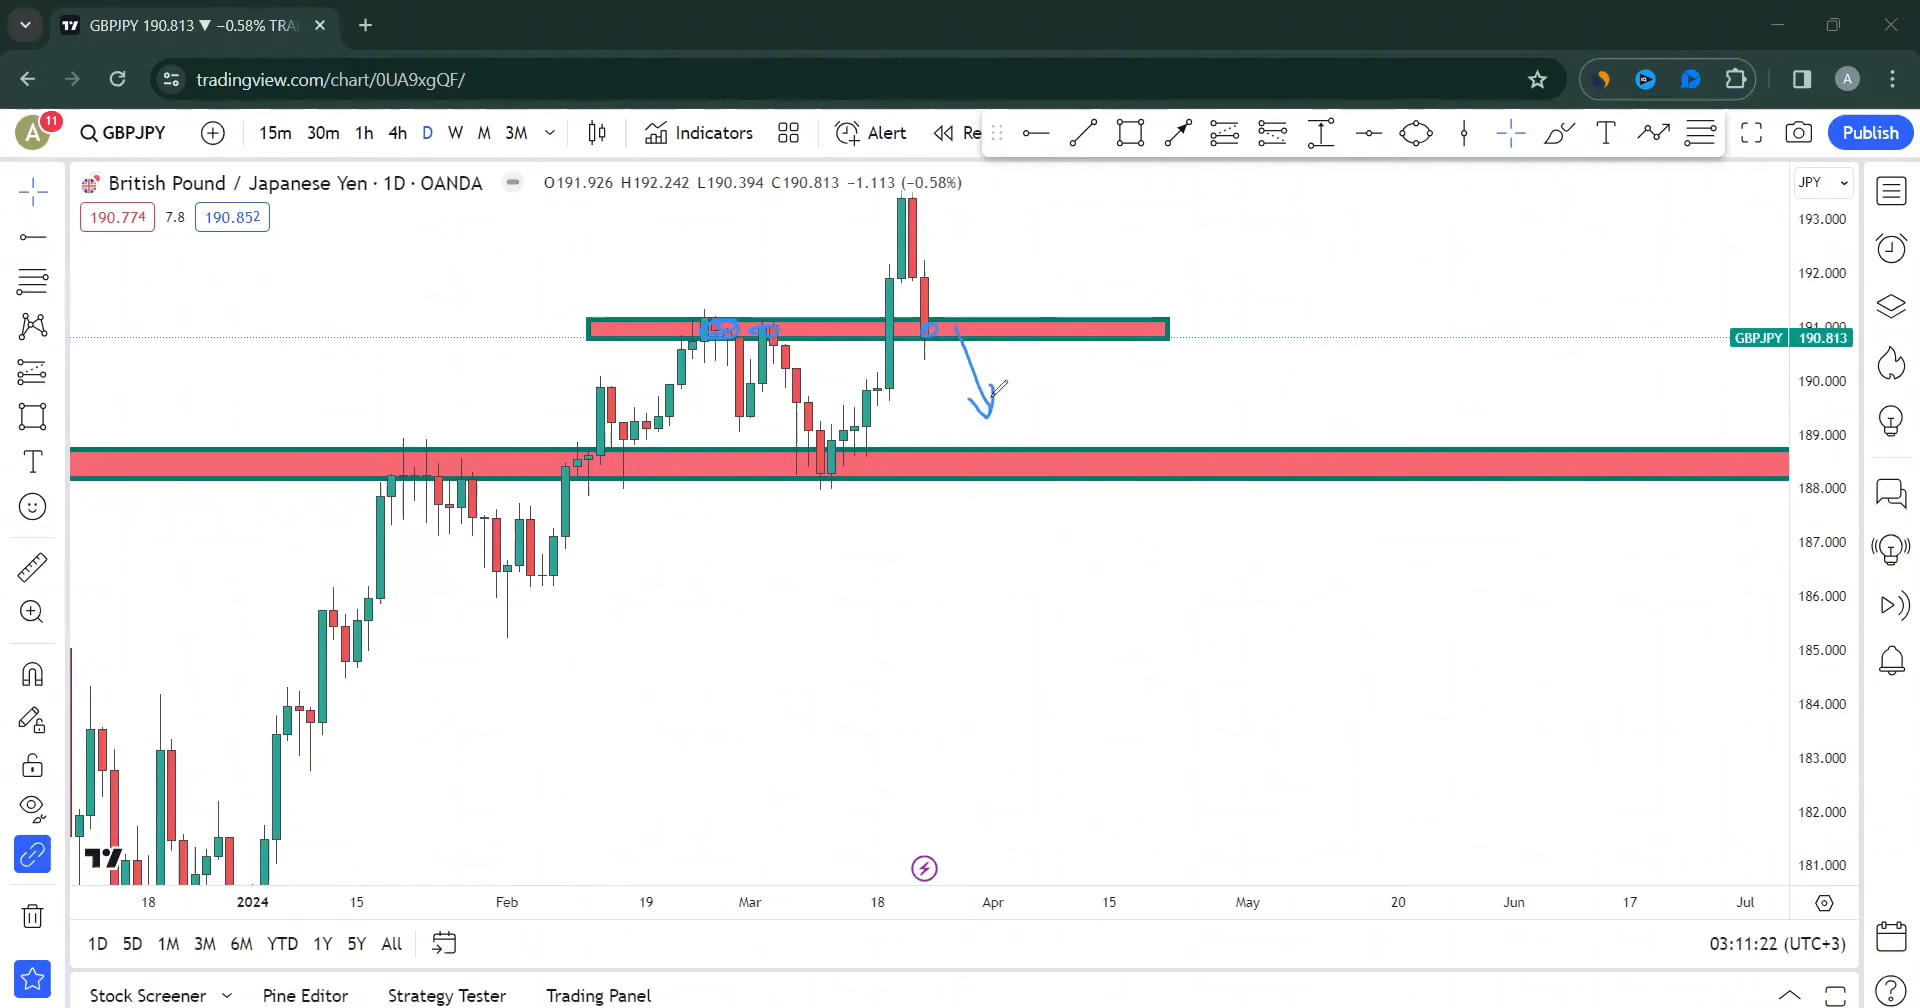 GBPJPY 190.813 ▼ −0.58% TRA
tradingview.com/chart/0UA9xgQF/
A
A
11
GBPJPY
15m 30m 1h 4h D W M 3M
Indicators
Alert
Re
Publish
British Pound / Japanese Yen · 1D · OANDA
O191.926 H192.242 L190.394 C190.813 −1.113 (−0.58%)
JPY
190.774 7.8 190.852
193.000
192.000
191.000
GBPJPY 190.813
190.000
189.000
188.000
187.000
186.000
185.000
184.000
183.000
182.000
181.000
18 2024 15 Feb 19 Mar 18 Apr 15 May 20 Jun 17 Jul
1D 5D 1M 3M 6M YTD 1Y 5Y All
03:11:22 (UTC+3)
Stock Screener Pine Editor Strategy Tester Trading Panel